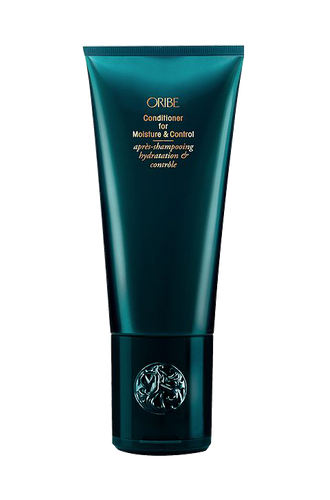 ORIBE
Conditioner
for
Moisture & Control
après-shampooing
hydratation &
contrôle